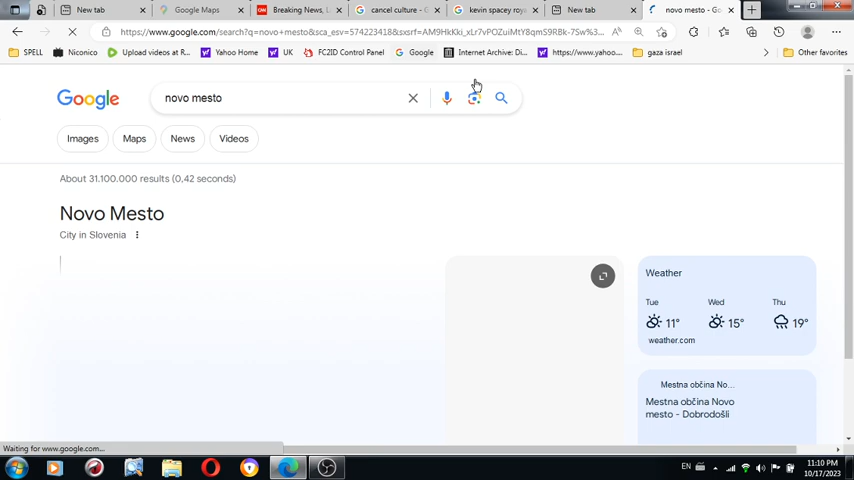 New tab
Google Maps
Breaking News, L
cancel culture - G
kevin spacey roya
New tab
novo mesto - Goo
https://www.google.com/search?q=novo+mesto&sca_esv=574223418&sxsrf=AM9HkKki_xLr7vPOZuiMtY8qmS9RBk-7Sw%3...
SPELL
Niconico
Upload videos at R...
Yahoo Home
UK
FC2ID Control Panel
Google
Internet Archive: Di...
https://www.yahoo....
gaza israel
Other favorites
Google
novo mesto
Images
Maps
News
Videos
About 31.100.000 results (0,42 seconds)
Novo Mesto
City in Slovenia
Weather
Tue
Wed
Thu
11°
15°
19°
weather.com
Mestna občina No...
Mestna občina Novo
mesto - Dobrodošli
Waiting for www.google.com...
EN
11:10 PM
10/17/2023